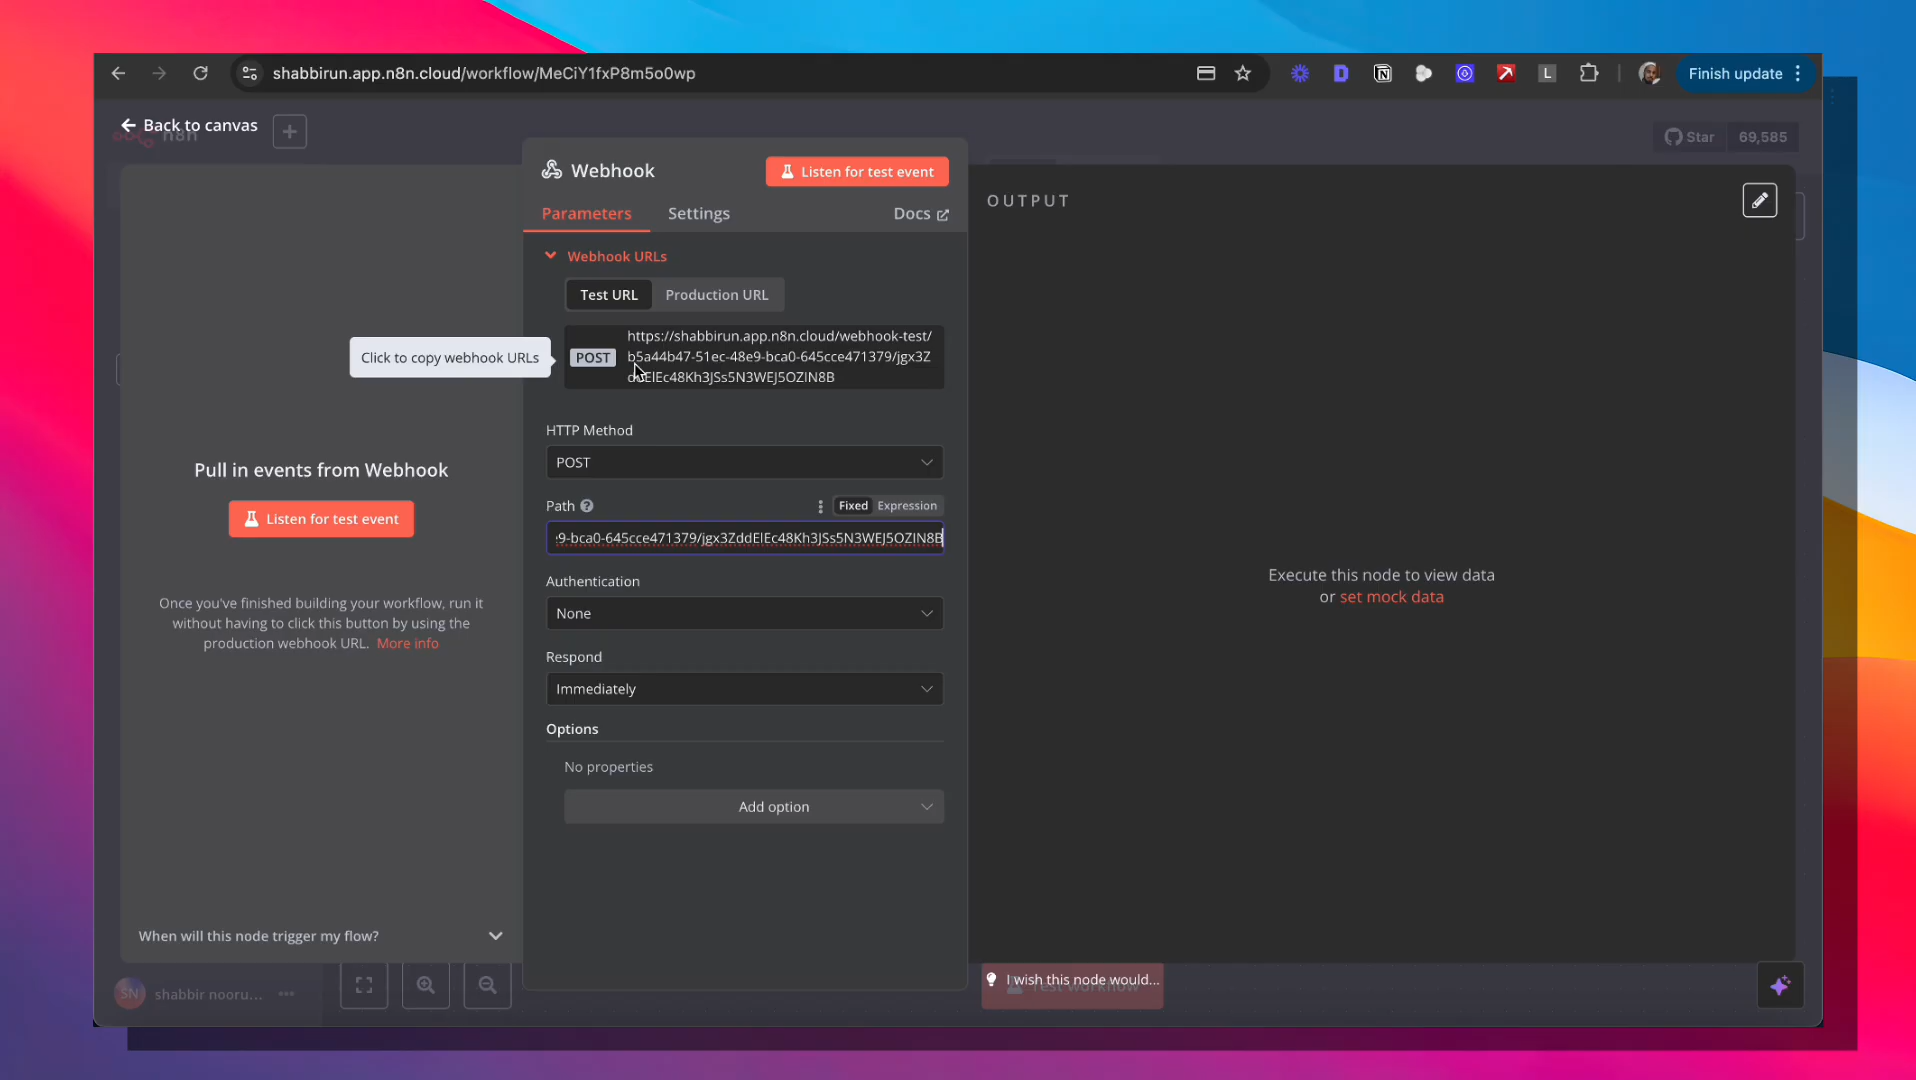 shabbirun.app.n8n.cloud/workflow/MeCiY1fxP8m5o0wp
D
N
L
Finish update
Back to canvas
n8n
Star
69,585
Webhook
Listen for test event
OUTPUT
Parameters
Settings
Docs
Webhook URLs
Test URL
Production URL
Click to copy webhook URLs
POST
https://shabbirun.app.n8n.cloud/webhook-test/
b5a44b47-51ec-48e9-bca0-645cce471379/jgx3Z
ddElEc48Kh3JSs5N3WEJ5OZIN8B
HTTP Method
POST
Pull in events from Webhook
Listen for test event
Path
Fixed
Expression
9-bca0-645cce471379/jgx3ZddElEc48Kh3JSs5N3WEJ5OZIN8B
Authentication
None
Execute this node to view data
or set mock data
Once you've finished building your workflow, run it
without having to click this button by using the
production webhook URL. More info
Respond
Immediately
Options
No properties
Add option
When will this node trigger my flow?
I wish this node would...
Test workflow
SN
shabbir nooru...